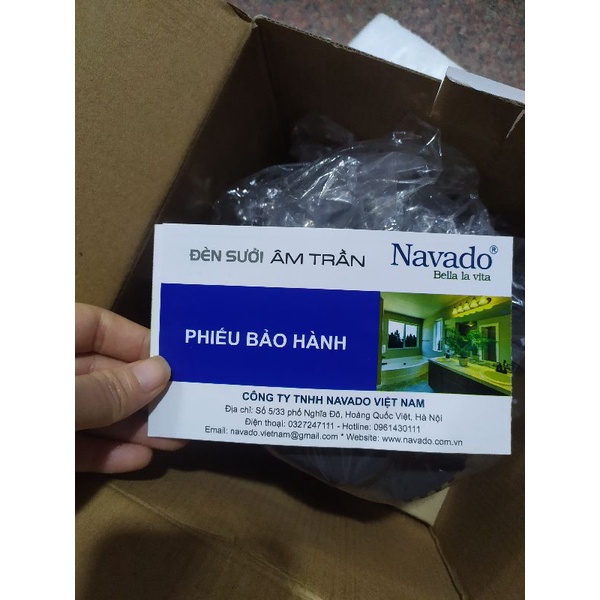 ĐÈN SƯỞI ÂM TRẦN
Navado®
Bella la vita
PHIẾU BẢO HÀNH
CÔNG TY TNHH NAVADO VIỆT NAM
Địa chỉ: Số 5/33 phố Nghĩa Đô, Hoàng Quốc Việt, Hà Nội
Điện thoại: 0327247111 - Hotline: 0961430111
Email: navado.vietnam@gmail.com * Website: www.navado.com.vn